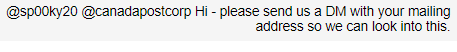 @sp00ky20 @canadapostcorp Hi - please send us a DM with your mailing
address so we can look into this.